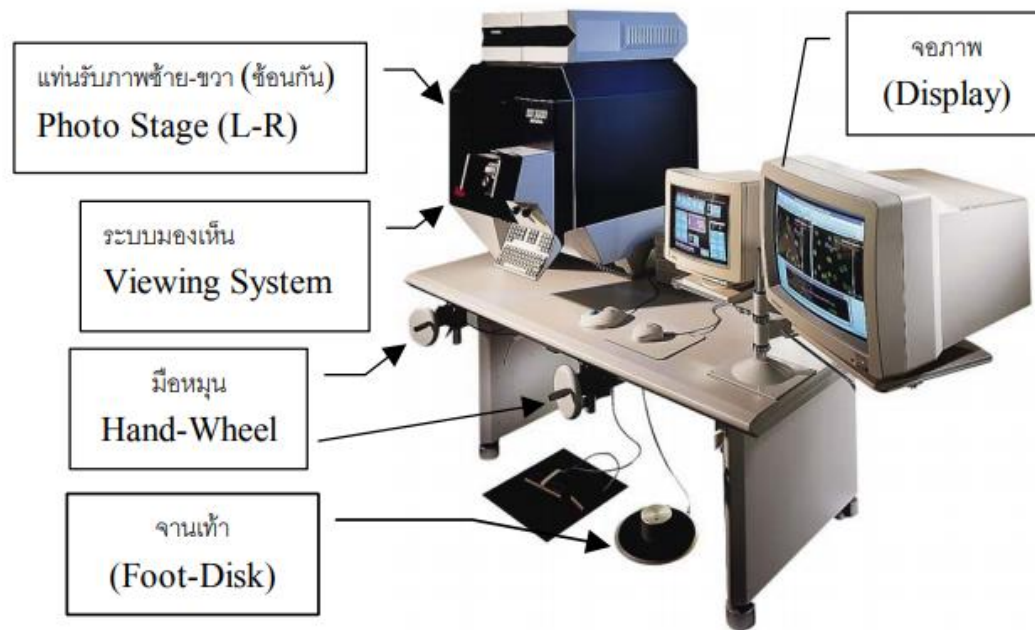 แท่นรับภาพซ้าย-ขวา (ซ้อนกัน)
Photo Stage (L-R)
ระบบมองเห็น
Viewing System
มือหมุน
Hand-Wheel
จานเท้า
(Foot-Disk)
จอภาพ
(Display)